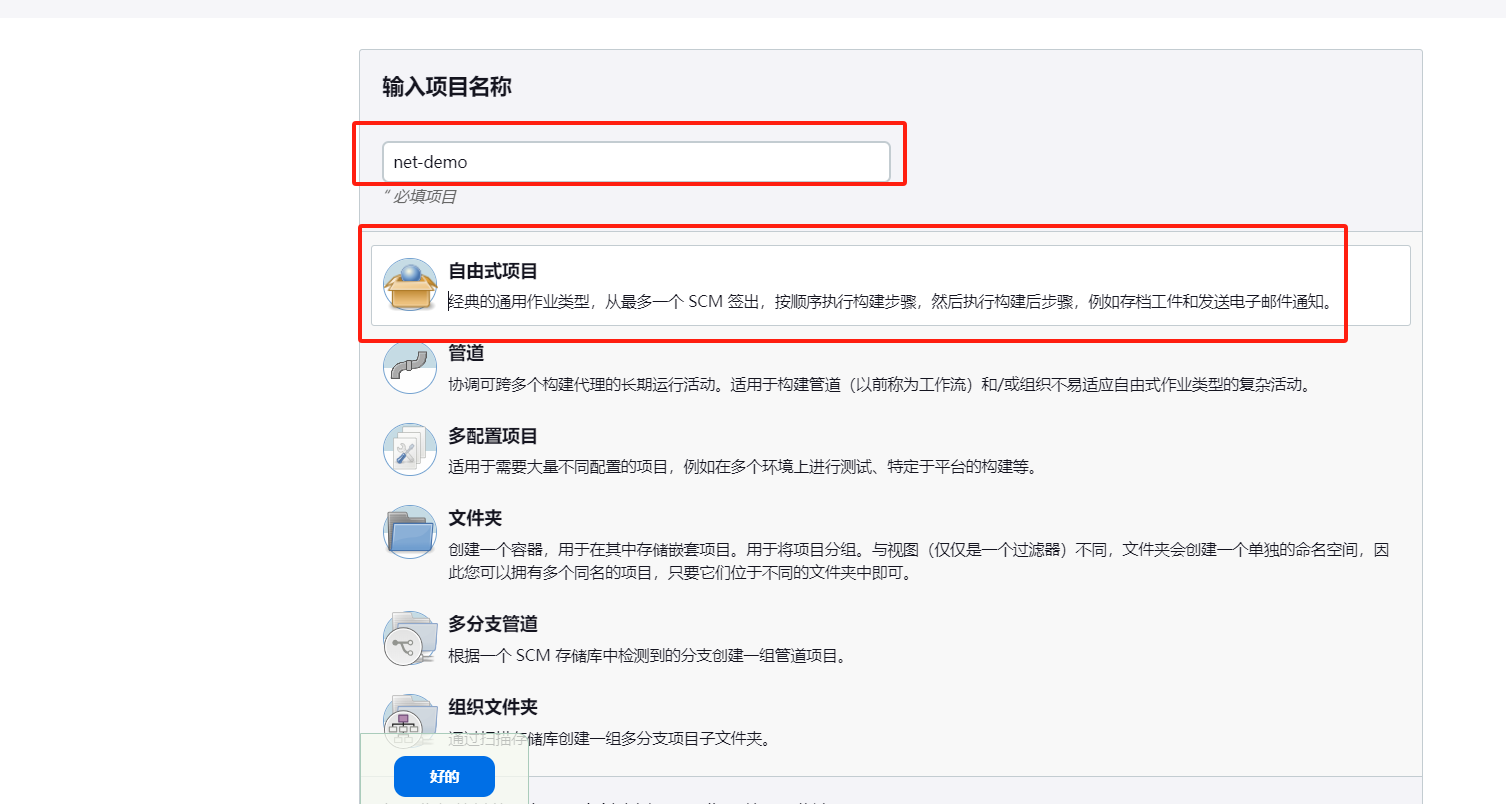 输入项目名称
net-demo
“ 必填项目
自由式项目
经典的通用作业类型，从最多一个 SCM 签出，按顺序执行构建步骤，然后执行构建后步骤，例如存档工件和发送电子邮件通知。
管道
协调可跨多个构建代理的长期运行活动。适用于构建管道（以前称为工作流）和/或组织不易适应自由式作业类型的复杂活动。
多配置项目
适用于需要大量不同配置的项目，例如在多个环境上进行测试、特定于平台的构建等。
文件夹
创建一个容器，用于在其中存储嵌套项目。用于将项目分组。与视图（仅仅是一个过滤器）不同，文件夹会创建一个单独的命名空间，因
此您可以拥有多个同名的项目，只要它们位于不同的文件夹中即可。
多分支管道
根据一个 SCM 存储库中检测到的分支创建一组管道项目。
组织文件夹
通过扫描存储库创建一组多分支项目子文件夹。
好的